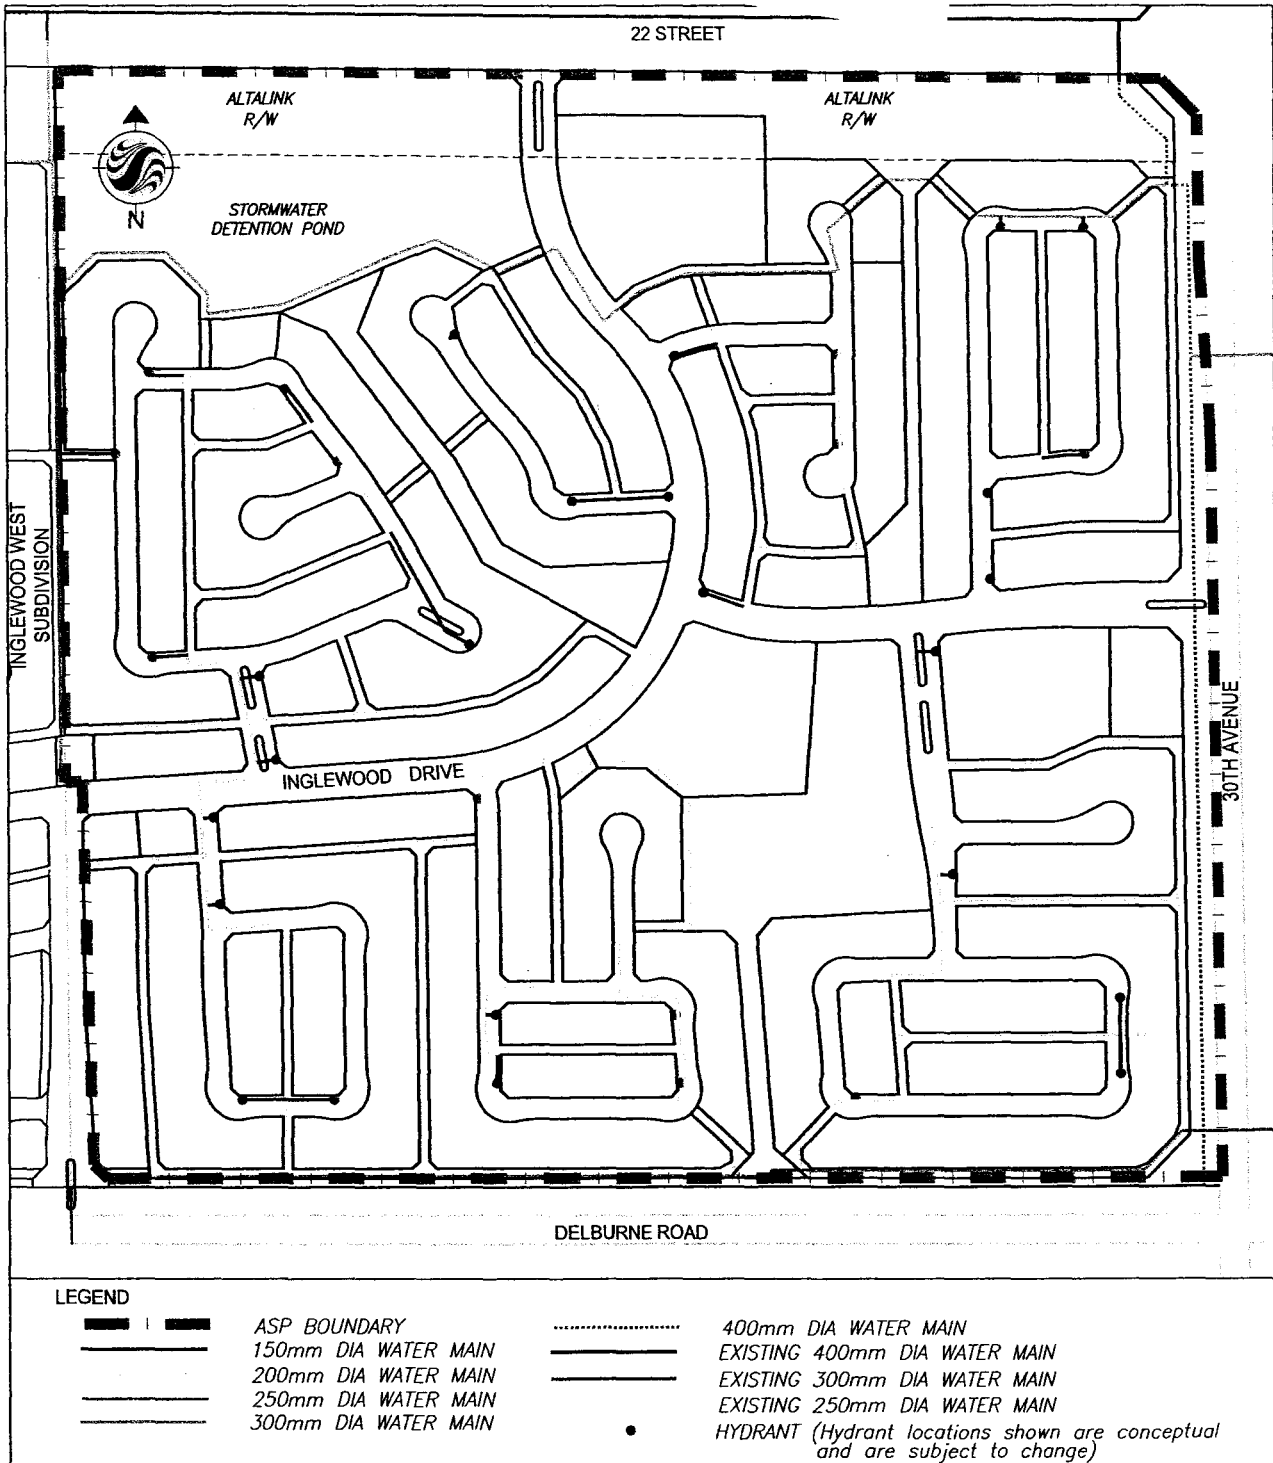 22 STREET
ALTALINK
R/W
ALTALINK
R/W
N
STORMWATER
DETENTION POND
INGLEWOOD WEST
SUBDIVISION
INGLEWOOD DRIVE
30TH AVENUE
DELBURNE ROAD
LEGEND
ASP BOUNDARY
150mm DIA WATER MAIN
200mm DIA WATER MAIN
250mm DIA WATER MAIN
300mm DIA WATER MAIN
400mm DIA WATER MAIN
EXISTING 400mm DIA WATER MAIN
EXISTING 300mm DIA WATER MAIN
EXISTING 250mm DIA WATER MAIN
HYDRANT (Hydrant locations shown are conceptual
and are subject to change)